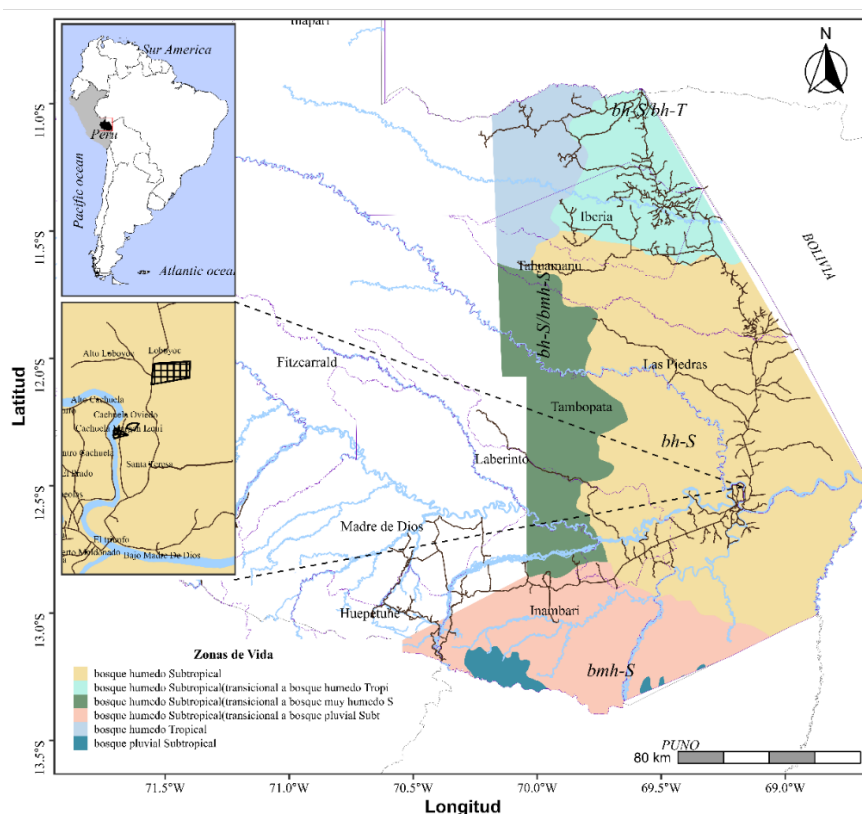 Iñapari
Sur America
Peru
Pacific ocean
Atlantic ocean
N
bh-S/bh-T
Iberia
BOLIVIA
Tahuamanu
bh-S/bmh-S
Alto Loboyoc
Loboyoc
Alto Cachuela
Cachuela Oviedo
Cachuela Izqui
Santa Teresa
Prado
El triunfo
Bajo Madre De Dios
Fitzcarrald
Las Piedras
Tambopata
bh-S
Laberinto
Madre de Dios
Huepetuhe
Inambari
bmh-S
PUNO
80 km
Zonas de Vida
bosque humedo Subtropical
bosque humedo Subtropical(transicional a bosque humedo Tropi
bosque humedo Subtropical(transicional a bosque muy humedo S
bosque humedo Subtropical(transicional a bosque pluvial Subt
bosque humedo Tropical
bosque pluvial Subtropical
Latitud
11.0°S
11.5°S
12.0°S
12.5°S
13.0°S
13.5°S
71.5°W
71.0°W
70.5°W
70.0°W
69.5°W
69.0°W
Longitud